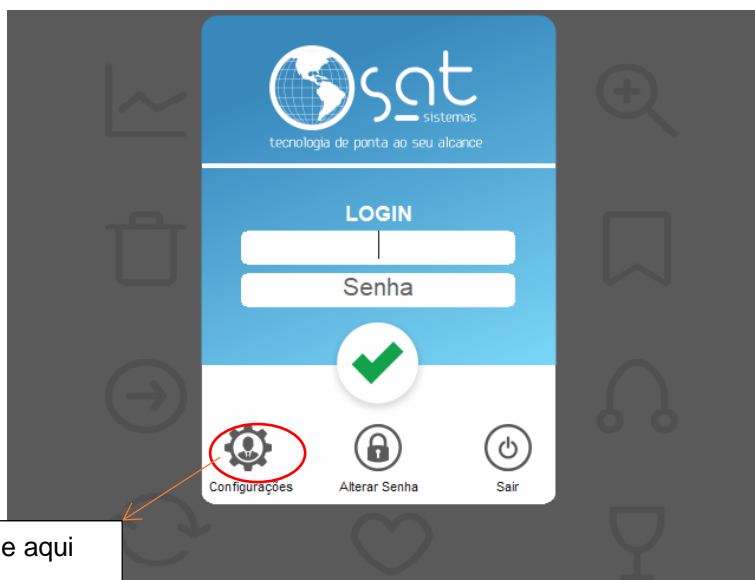 sat
sistemas
tecnologia de ponta ao seu alcance
LOGIN
Senha
Configurações
Alterar Senha
Sair
e aqui